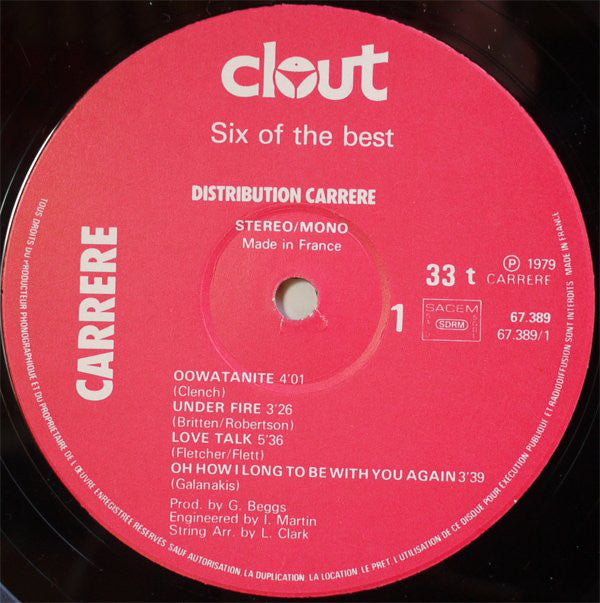 clout
Six of the best
DISTRIBUTION CARRERE
STEREO/MONO
Made in France
CARRERE
33 t
℗ 1979
CARRERE
1
SACEM
SDRM
67.389
67.389/1
OOWATANITE 4'01
(Clench)
UNDER FIRE 3'26
(Britten/Robertson)
LOVE TALK 5'36
(Fletcher/Flett)
OH HOW I LONG TO BE WITH YOU AGAIN 3'39
(Galanakis)
Prod. by G. Beggs
Engineered by I. Martin
String Arr. by L. Clark
TOUS DROITS DU PRODUCTEUR PHONOGRAPHIQUE ET DU PROPRIETAIRE DE L'ŒUVRE ENREGISTREE RESERVES SAUF AUTORISATION, LA DUPLICATION, LA LOCATION, LE PRET, L'UTILISATION DE CE DISQUE POUR EXECUTION PUBLIQUE ET RADIODIFFUSION SONT INTERDITS MADE IN FRANCE